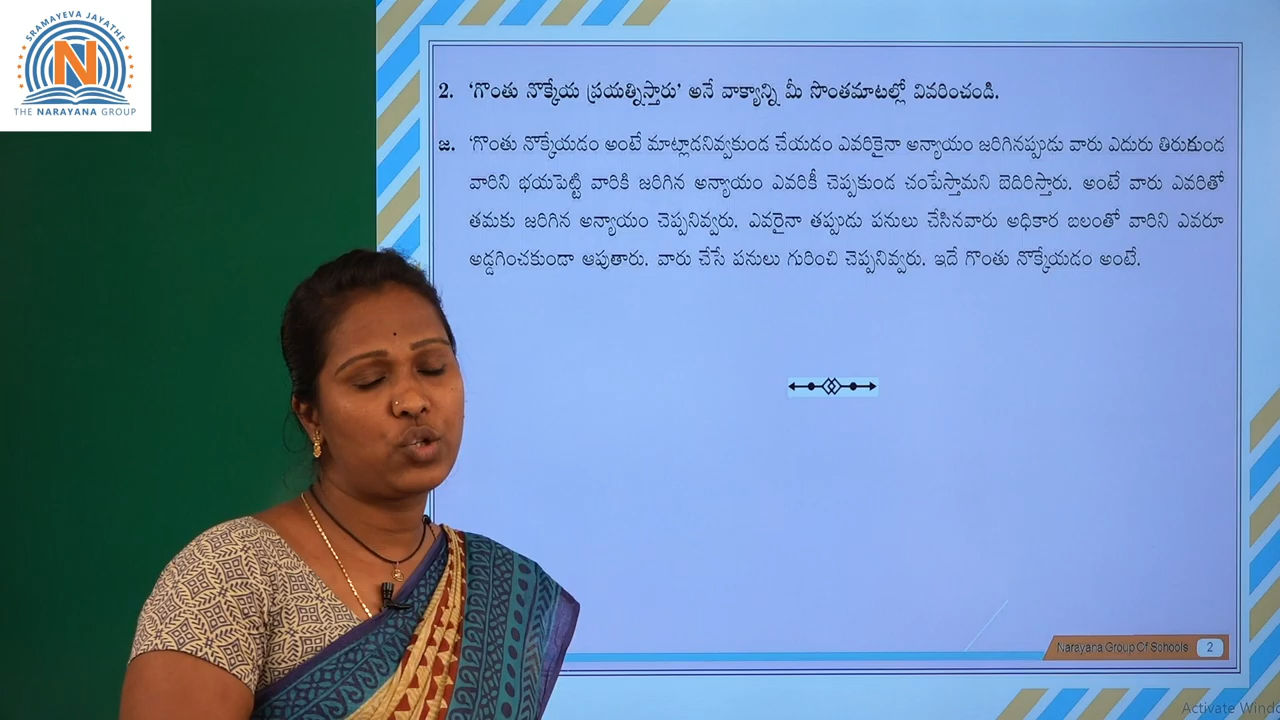 SRAMAYEVA JAYATHE
N
THE NARAYANA GROUP
2. ‘గొంతు నొక్కేయ ప్రయత్నిస్తారు’ అనే వాక్యాన్ని మీ సొంతమాటల్లో వివరించండి.
జ. ‘గొంతు నొక్కేయడం అంటే మాట్లాడనివ్వకుండ చేయడం ఎవరికైనా అన్యాయం జరిగినప్పుడు వారు ఎదురు తిరుకుండ
వారిని భయపెట్టి వారికి జరిగిన అన్యాయం ఎవరికీ చెప్పకుండ చంపేస్తామని బెదిరిస్తారు. అంటే వారు ఎవరితో
తమకు జరిగిన అన్యాయం చెప్పనివ్వరు. ఎవరైనా తప్పుడు పనులు చేసినవారు అధికార బలంతో వారిని ఎవరూ
అడ్డగించకుండా ఆపుతారు. వారు చేసే పనులు గురించి చెప్పనివ్వరు. ఇదే గొంతు నొక్కేయడం అంటే.
Narayana Group Of Schools 2
Activate Windo